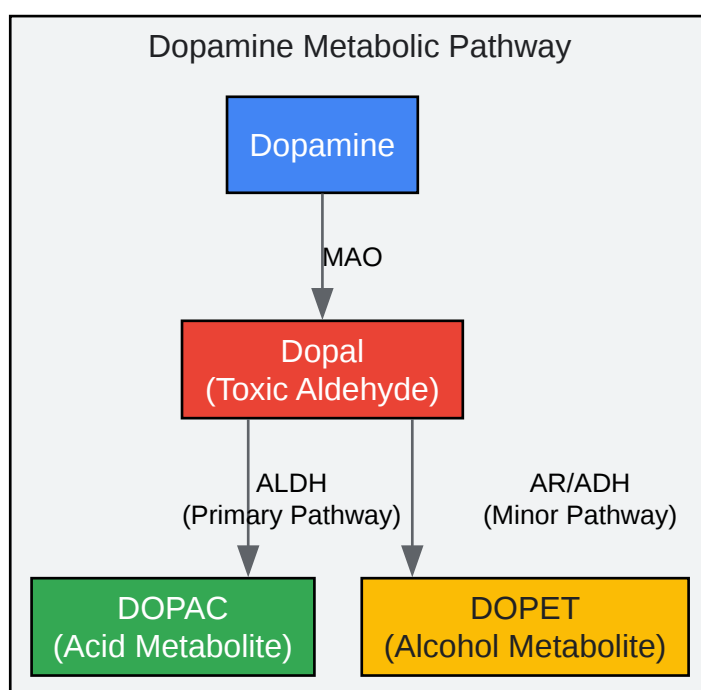 Dopamine Metabolic Pathway
Dopamine
MAO
Dopal
(Toxic Aldehyde)
ALDH
(Primary Pathway)
AR/ADH
(Minor Pathway)
DOPAC
(Acid Metabolite)
DOPET
(Alcohol Metabolite)